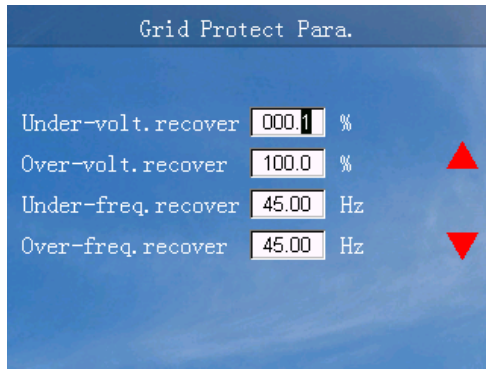 Grid Protect Para.
Under-volt.recover 000.1 %
Over-volt.recover 100.0 %
Under-freq.recover 45.00 Hz
Over-freq.recover 45.00 Hz